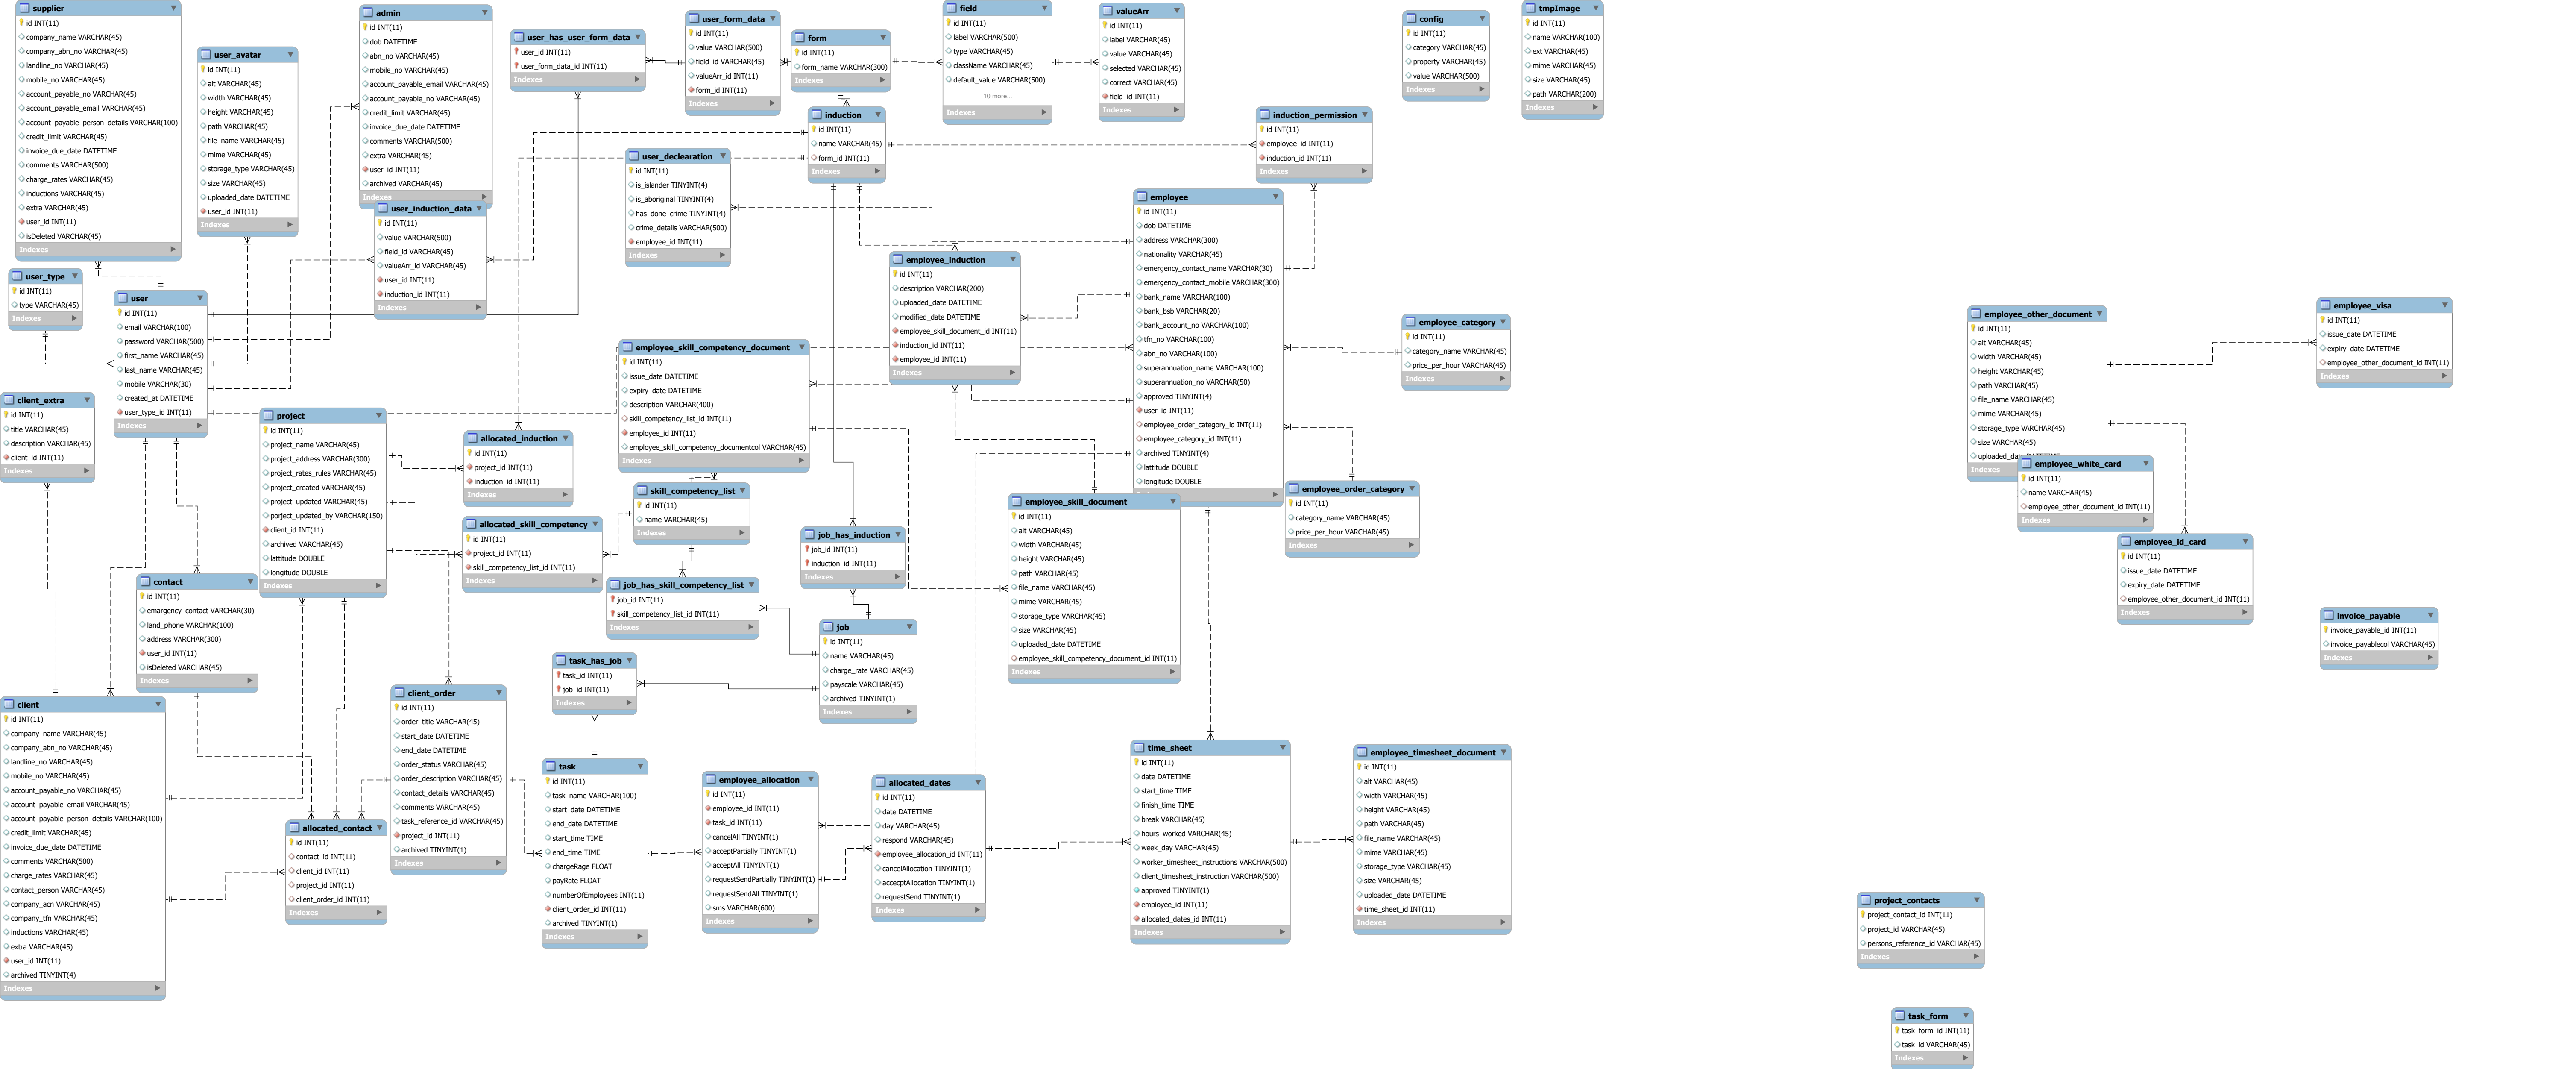 supplier
id INT(11)
company_name VARCHAR(45)
company_abn_no VARCHAR(45)
landline_no VARCHAR(45)
mobile_no VARCHAR(45)
account_payable_no VARCHAR(45)
account_payable_email VARCHAR(45)
account_payable_person_details VARCHAR(100)
credit_limit VARCHAR(45)
invoice_due_date DATETIME
comments VARCHAR(500)
charge_rates VARCHAR(45)
inductions VARCHAR(45)
extra VARCHAR(45)
user_id INT(11)
isDeleted VARCHAR(45)
Indexes
user_avatar
id INT(11)
alt VARCHAR(45)
width VARCHAR(45)
height VARCHAR(45)
path VARCHAR(45)
file_name VARCHAR(45)
mime VARCHAR(45)
storage_type VARCHAR(45)
size VARCHAR(45)
uploaded_date DATETIME
user_id INT(11)
Indexes
admin
id INT(11)
dob DATETIME
abn_no VARCHAR(45)
mobile_no VARCHAR(45)
account_payable_email VARCHAR(45)
account_payable_no VARCHAR(45)
credit_limit VARCHAR(45)
invoice_due_date DATETIME
comments VARCHAR(500)
extra VARCHAR(45)
user_id INT(11)
archived VARCHAR(45)
Indexes
user_induction_data
id INT(11)
value VARCHAR(500)
field_id VARCHAR(45)
valueArr_id VARCHAR(45)
user_id INT(11)
induction_id INT(11)
Indexes
user_has_user_form_data
user_id INT(11)
user_form_data_id INT(11)
Indexes
user_form_data
id INT(11)
value VARCHAR(500)
field_id VARCHAR(45)
valueArr_id INT(11)
form_id INT(11)
Indexes
form
id INT(11)
form_name VARCHAR(300)
Indexes
field
id INT(11)
label VARCHAR(500)
type VARCHAR(45)
className VARCHAR(45)
default_value VARCHAR(500)
10 more...
Indexes
valueArr
id INT(11)
label VARCHAR(45)
value VARCHAR(45)
selected VARCHAR(45)
correct VARCHAR(45)
field_id INT(11)
Indexes
config
id INT(11)
category VARCHAR(45)
property VARCHAR(45)
value VARCHAR(500)
Indexes
tmpImage
id INT(11)
name VARCHAR(100)
ext VARCHAR(45)
mime VARCHAR(45)
size VARCHAR(45)
path VARCHAR(200)
Indexes
induction
id INT(11)
name VARCHAR(45)
form_id INT(11)
Indexes
induction_permission
id INT(11)
employee_id INT(11)
induction_id INT(11)
Indexes
user_declearation
id INT(11)
is_islander TINYINT(4)
is_aboriginal TINYINT(4)
has_done_crime TINYINT(4)
crime_details VARCHAR(500)
employee_id INT(11)
Indexes
employee
id INT(11)
dob DATETIME
address VARCHAR(300)
nationality VARCHAR(45)
emergency_contact_name VARCHAR(30)
emergency_contact_mobile VARCHAR(300)
bank_name VARCHAR(100)
bank_bsb VARCHAR(20)
bank_account_no VARCHAR(100)
tfn_no VARCHAR(100)
abn_no VARCHAR(100)
superannuation_name VARCHAR(100)
superannuation_no VARCHAR(50)
approved TINYINT(4)
user_id INT(11)
employee_order_category_id INT(11)
employee_category_id INT(11)
archived TINYINT(4)
lattitude DOUBLE
longitude DOUBLE
employee_induction
id INT(11)
description VARCHAR(200)
uploaded_date DATETIME
modified_date DATETIME
employee_skill_document_id INT(11)
induction_id INT(11)
employee_id INT(11)
Indexes
user_type
id INT(11)
type VARCHAR(45)
Indexes
user
id INT(11)
email VARCHAR(100)
password VARCHAR(500)
first_name VARCHAR(45)
last_name VARCHAR(45)
mobile VARCHAR(30)
created_at DATETIME
user_type_id INT(11)
Indexes
employee_category
id INT(11)
category_name VARCHAR(45)
price_per_hour VARCHAR(45)
Indexes
employee_other_document
id INT(11)
alt VARCHAR(45)
width VARCHAR(45)
height VARCHAR(45)
path VARCHAR(45)
file_name VARCHAR(45)
mime VARCHAR(45)
storage_type VARCHAR(45)
size VARCHAR(45)
uploaded_date DATETIME
Indexes
employee_visa
id INT(11)
issue_date DATETIME
expiry_date DATETIME
employee_other_document_id INT(11)
Indexes
employee_white_card
id INT(11)
name VARCHAR(45)
employee_other_document_id INT(11)
Indexes
employee_id_card
id INT(11)
issue_date DATETIME
expiry_date DATETIME
employee_other_document_id INT(11)
Indexes
employee_skill_competency_document
id INT(11)
issue_date DATETIME
expiry_date DATETIME
description VARCHAR(400)
skill_competency_list_id INT(11)
employee_id INT(11)
employee_skill_competency_documentcol VARCHAR(45)
Indexes
client_extra
id INT(11)
title VARCHAR(45)
description VARCHAR(45)
client_id INT(11)
Indexes
project
id INT(11)
project_name VARCHAR(45)
project_address VARCHAR(300)
project_rates_rules VARCHAR(45)
project_created VARCHAR(45)
project_updated VARCHAR(45)
porject_updated_by VARCHAR(150)
client_id INT(11)
archived VARCHAR(45)
lattitude DOUBLE
longitude DOUBLE
Indexes
allocated_induction
id INT(11)
project_id INT(11)
induction_id INT(11)
Indexes
skill_competency_list
id INT(11)
name VARCHAR(45)
Indexes
allocated_skill_competency
id INT(11)
project_id INT(11)
skill_competency_list_id INT(11)
Indexes
job_has_induction
job_id INT(11)
induction_id INT(11)
Indexes
employee_skill_document
id INT(11)
alt VARCHAR(45)
width VARCHAR(45)
height VARCHAR(45)
path VARCHAR(45)
file_name VARCHAR(45)
mime VARCHAR(45)
storage_type VARCHAR(45)
size VARCHAR(45)
uploaded_date DATETIME
employee_skill_competency_document_id INT(11)
Indexes
employee_order_category
id INT(11)
category_name VARCHAR(45)
price_per_hour VARCHAR(45)
Indexes
contact
id INT(11)
emargency_contact VARCHAR(30)
land_phone VARCHAR(100)
address VARCHAR(300)
user_id INT(11)
isDeleted VARCHAR(45)
Indexes
job_has_skill_competency_list
job_id INT(11)
skill_competency_list_id INT(11)
Indexes
job
id INT(11)
name VARCHAR(45)
charge_rate VARCHAR(45)
payscale VARCHAR(45)
archived TINYINT(1)
Indexes
task_has_job
task_id INT(11)
job_id INT(11)
Indexes
invoice_payable
invoice_payable_id INT(11)
invoice_payablecol VARCHAR(45)
Indexes
client
id INT(11)
company_name VARCHAR(45)
company_abn_no VARCHAR(45)
landline_no VARCHAR(45)
mobile_no VARCHAR(45)
account_payable_no VARCHAR(45)
account_payable_email VARCHAR(45)
account_payable_person_details VARCHAR(100)
credit_limit VARCHAR(45)
invoice_due_date DATETIME
comments VARCHAR(500)
charge_rates VARCHAR(45)
contact_person VARCHAR(45)
company_acn VARCHAR(45)
company_tfn VARCHAR(45)
inductions VARCHAR(45)
extra VARCHAR(45)
user_id INT(11)
archived TINYINT(4)
Indexes
allocated_contact
id INT(11)
contact_id INT(11)
client_id INT(11)
project_id INT(11)
client_order_id INT(11)
Indexes
client_order
id INT(11)
order_title VARCHAR(45)
start_date DATETIME
end_date DATETIME
order_status VARCHAR(45)
order_description VARCHAR(45)
contact_details VARCHAR(45)
comments VARCHAR(45)
task_reference_id VARCHAR(45)
project_id INT(11)
archived TINYINT(1)
Indexes
task
id INT(11)
task_name VARCHAR(100)
start_date DATETIME
end_date DATETIME
start_time TIME
end_time TIME
chargeRage FLOAT
payRate FLOAT
numberOfEmployees INT(11)
client_order_id INT(11)
archived TINYINT(1)
Indexes
employee_allocation
id INT(11)
employee_id INT(11)
task_id INT(11)
cancelAll TINYINT(1)
acceptPartially TINYINT(1)
acceptAll TINYINT(1)
requestSendPartially TINYINT(1)
requestSendAll TINYINT(1)
sms VARCHAR(600)
Indexes
allocated_dates
id INT(11)
date DATETIME
day VARCHAR(45)
respond VARCHAR(45)
employee_allocation_id INT(11)
cancelAllocation TINYINT(1)
accecptAllocation TINYINT(1)
requestSend TINYINT(1)
Indexes
time_sheet
id INT(11)
date DATETIME
start_time TIME
finish_time TIME
break VARCHAR(45)
hours_worked VARCHAR(45)
week_day VARCHAR(45)
worker_timesheet_instructions VARCHAR(500)
client_timesheet_instruction VARCHAR(500)
approved TINYINT(1)
employee_id INT(11)
allocated_dates_id INT(11)
Indexes
employee_timesheet_document
id INT(11)
alt VARCHAR(45)
width VARCHAR(45)
height VARCHAR(45)
path VARCHAR(45)
file_name VARCHAR(45)
mime VARCHAR(45)
storage_type VARCHAR(45)
size VARCHAR(45)
uploaded_date DATETIME
time_sheet_id INT(11)
Indexes
project_contacts
project_contact_id INT(11)
project_id VARCHAR(45)
persons_reference_id VARCHAR(45)
Indexes
task_form
task_form_id INT(11)
task_id VARCHAR(45)
Indexes